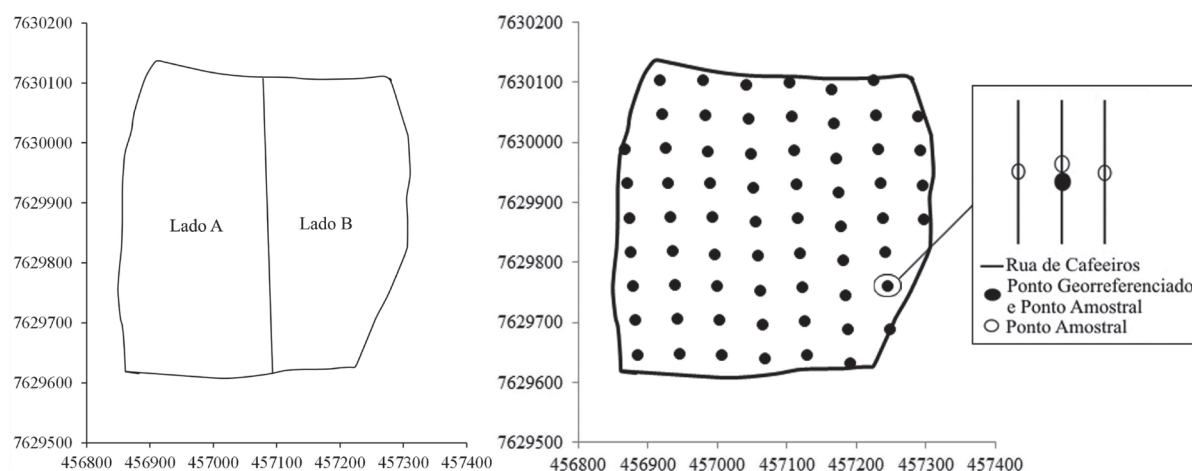 7630200
7630100
7630000
7629900
7629800
7629700
7629600
7629500
456800 456900 457000 457100 457200 457300 457400
Lado A
Lado B
7630200
7630100
7630000
7629900
7629800
7629700
7629600
7629500
456800 456900 457000 457100 457200 457300 457400
Rua de Cafeeiros
Ponto Georreferenciado
e Ponto Amostral
Ponto Amostral